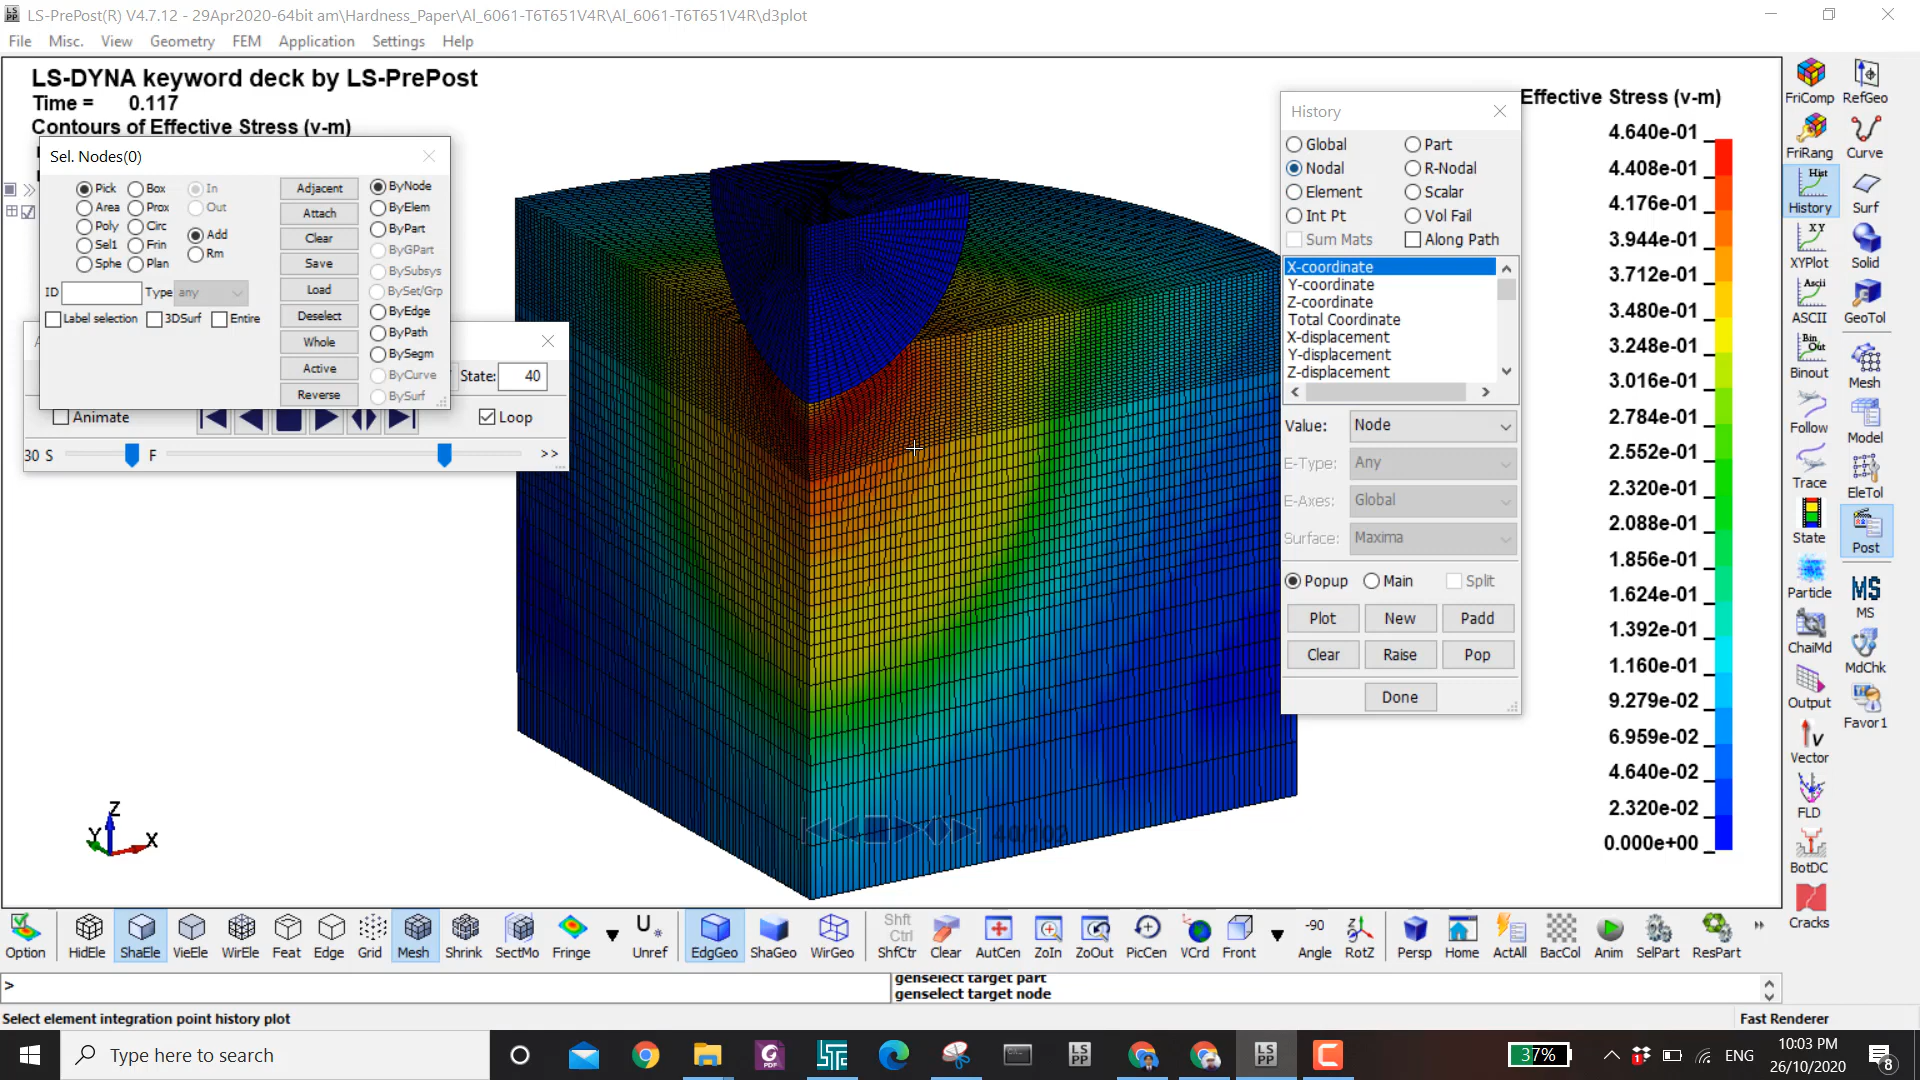 LS-PrePost(R) V4.7.12 - 29Apr2020-64bit am\Hardness_Paper\Al_6061-T6T651V4R\Al_6061-T6T651V4R\d3plot
File Misc. View Geometry FEM Application Settings Help
LS-DYNA keyword deck by LS-PrePost
Time = 0.117
Contours of Effective Stress (v-m)
Sel. Nodes(0)
Pick Box In Adjacent ByNode
Area Prox Out Attach ByElem
Poly Circ Clear ByPart
Sel1 Frin Add Save ByGPart
Sphe Plan Rm Load BySubsys
ID Type any Deselect BySet/Grp
Label selection 3DSurf Entire Whole ByEdge
Active ByPath
Reverse BySegm
ByCurve
BySurf
State: 40
Animate Loop
30 S F >>
History
Global Part
Nodal R-Nodal
Element Scalar
Int Pt Vol Fail
Sum Mats Along Path
X-coordinate
Y-coordinate
Z-coordinate
Total Coordinate
X-displacement
Y-displacement
Z-displacement
Value: Node
E-Type: Any
E-Axes: Global
Surface: Maxima
Popup Main Split
Plot New Padd
Clear Raise Pop
Done
Effective Stress (v-m)
4.640e-01
4.408e-01
4.176e-01
3.944e-01
3.712e-01
3.480e-01
3.248e-01
3.016e-01
2.784e-01
2.552e-01
2.320e-01
2.088e-01
1.856e-01
1.624e-01
1.392e-01
1.160e-01
9.279e-02
6.959e-02
4.640e-02
2.320e-02
0.000e+00
FriComp RefGeo
FriRang Curve
Hist
History Surf
XY
XYPlot Solid
Ascii
ASCII GeoTol
Bin Out
Binout Mesh
Follow Model
Trace EleTol
State Post
Particle MS
MS
ChaiMd MdChk
Output Favor1
Vector
FLD
BotDC
Cracks
Z
Y X
40/102
Option HidEle ShaEle VieEle WirEle Feat Edge Grid Mesh Shrink SectMo Fringe Unref EdgGeo ShaGeo WirGeo Shft Ctrl ShfCtr Clear AutCen ZoIn ZoOut PicCen VCrd Front -90 Angle RotZ Persp Home ActAll BacCol Anim SelPart ResPart
>
genselect target part
genselect target node
Select element integration point history plot
Fast Renderer
Type here to search
37%
ENG
10:03 PM
26/10/2020
8